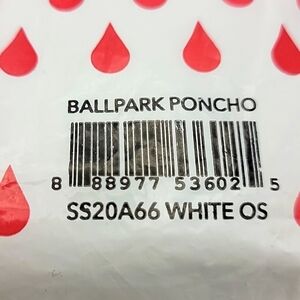 BALLPARK PONCHO
8 88977 53602 5
SS20A66 WHITE OS